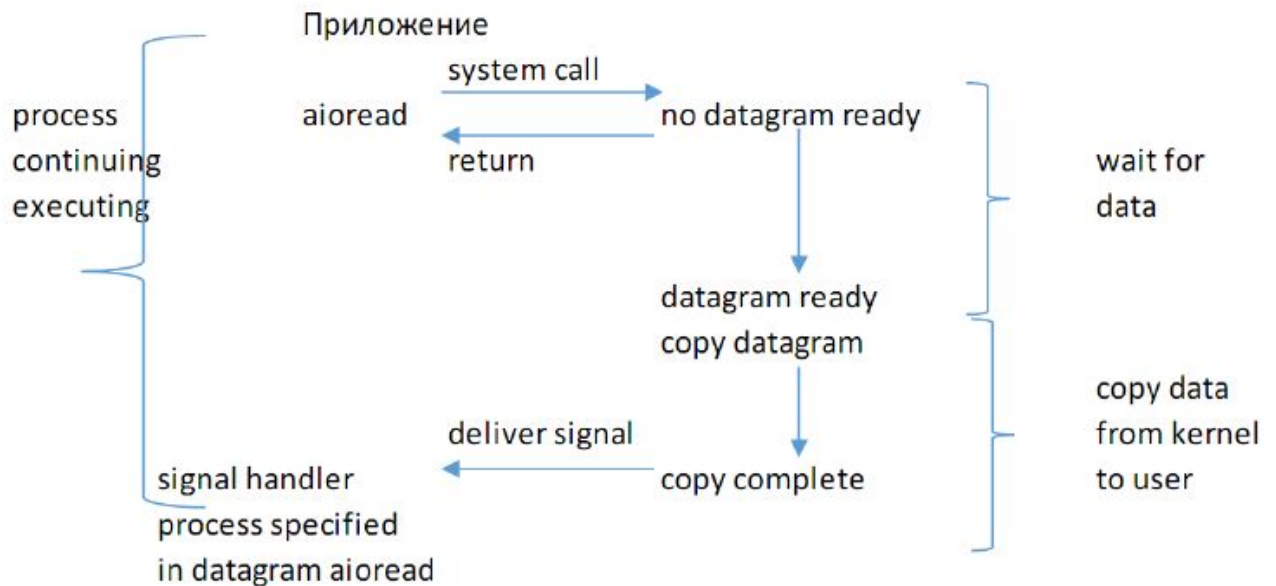 Приложение
system call
process
aioread
no datagram ready
continuing
return
wait for
executing
data
datagram ready
copy datagram
copy data
deliver signal
from kernel
signal handler
copy complete
to user
process specified
in datagram aioread